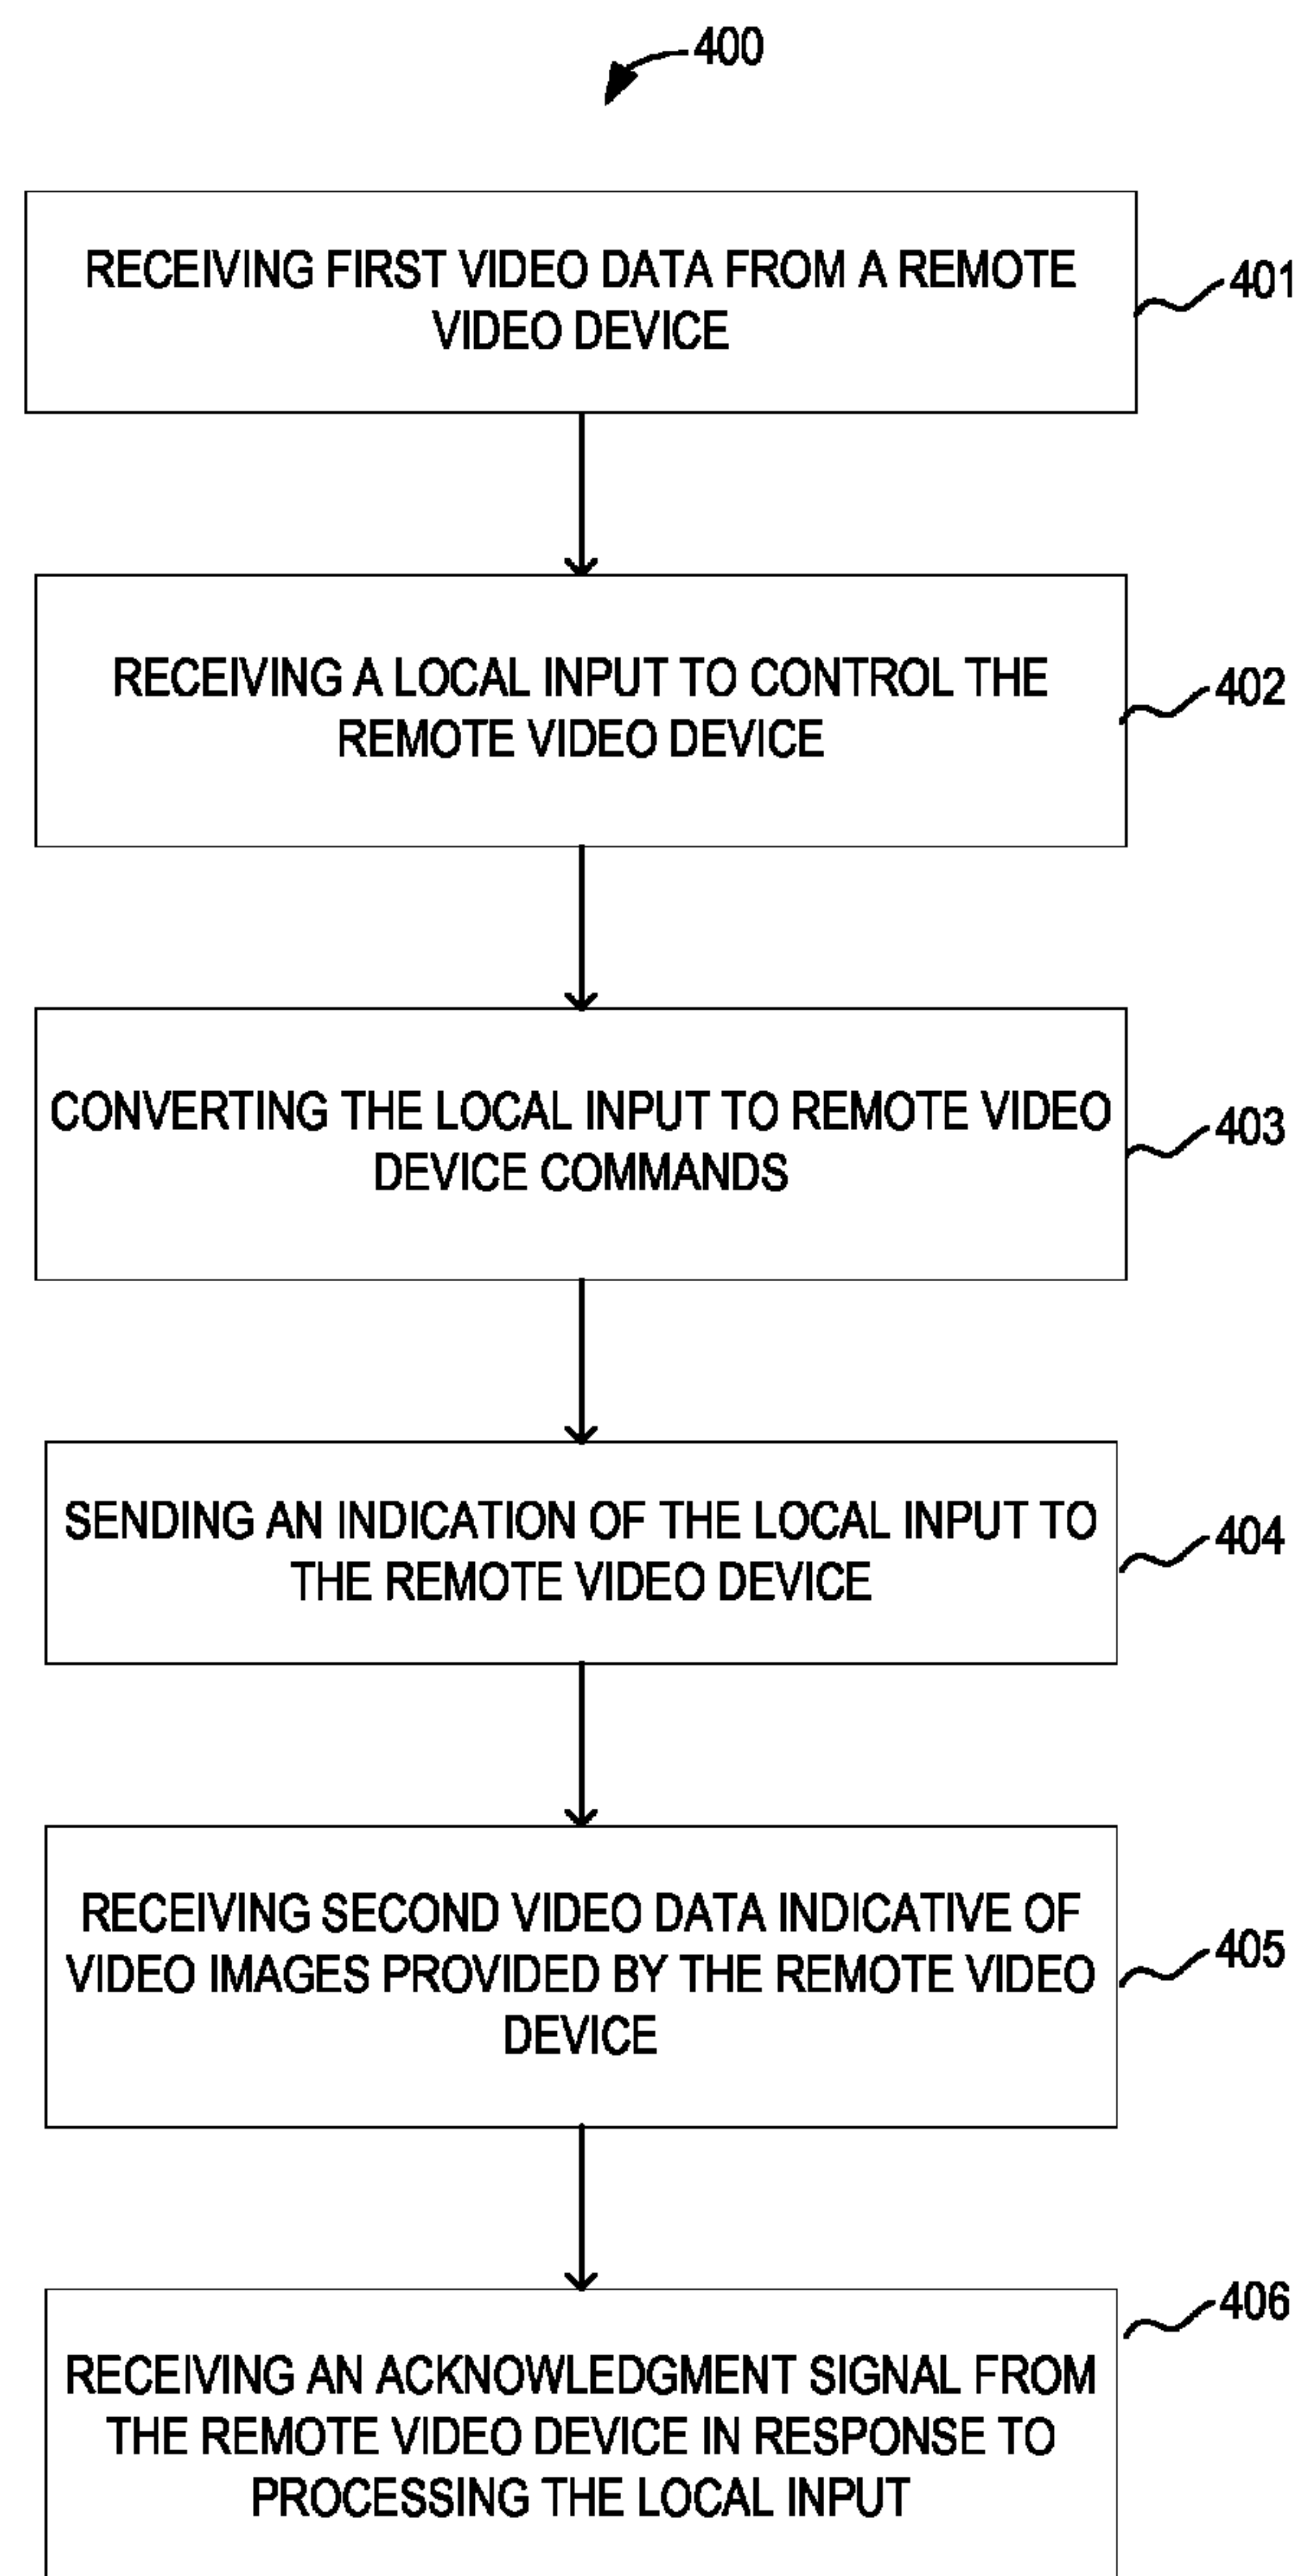 400
RECEIVING FIRST VIDEO DATA FROM A REMOTE
VIDEO DEVICE
401
RECEIVING A LOCAL INPUT TO CONTROL THE
REMOTE VIDEO DEVICE
402
CONVERTING THE LOCAL INPUT TO REMOTE VIDEO
DEVICE COMMANDS
403
SENDING AN INDICATION OF THE LOCAL INPUT TO
THE REMOTE VIDEO DEVICE
404
RECEIVING SECOND VIDEO DATA INDICATIVE OF
VIDEO IMAGES PROVIDED BY THE REMOTE VIDEO
DEVICE
405
RECEIVING AN ACKNOWLEDGMENT SIGNAL FROM
THE REMOTE VIDEO DEVICE IN RESPONSE TO
PROCESSING THE LOCAL INPUT
406